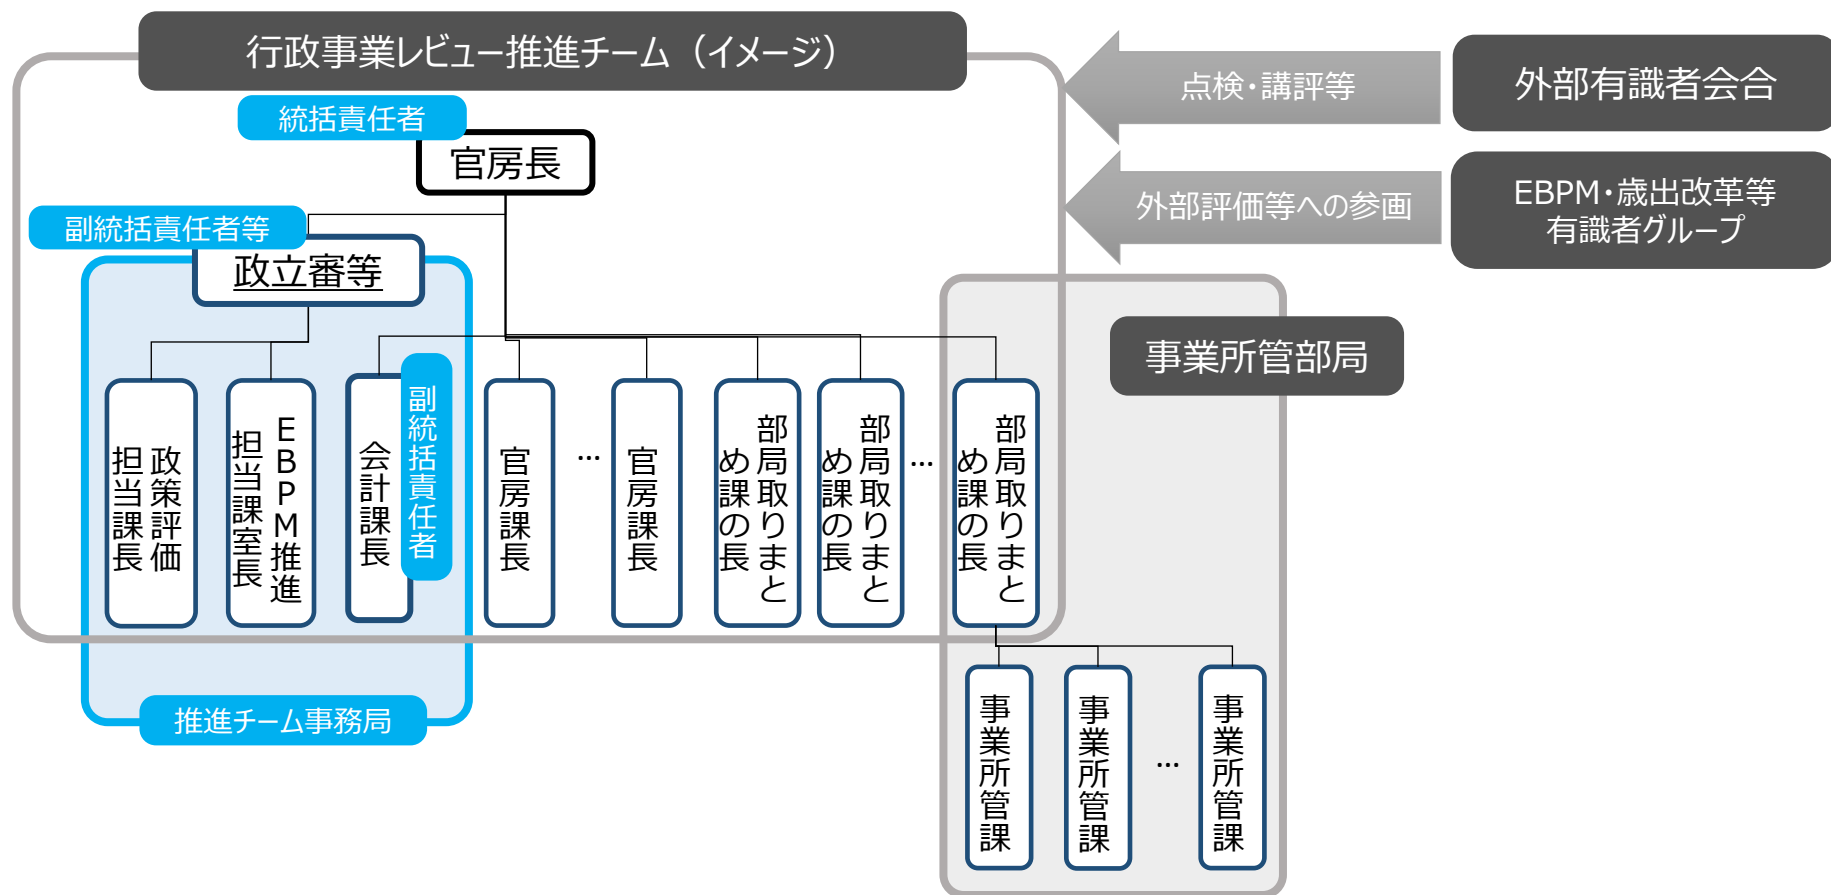 行政事業レビュー推進チーム（イメージ）
統括責任者
官房長
副統括責任者等
政立審等
点検・講評等
外部有識者会合
外部評価等への参画
EBPM・歳出改革等
有識者グループ
事業所管部局
政策評価
担当課長
EBPM推進
担当課室長
会計課長
副統括責任者
官房課長
…
官房課長
部局取りまと
め課の長
部局取りまと
め課の長
…
部局取りまと
め課の長
推進チーム事務局
事業所管課
事業所管課
…
事業所管課